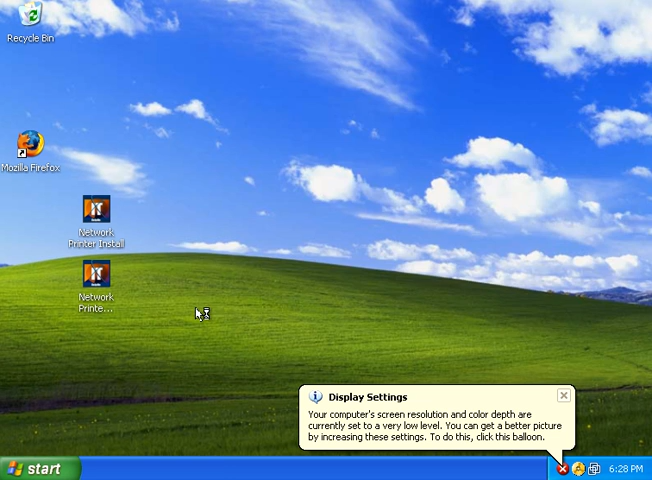 Recycle Bin
Mozilla Firefox
Network
Printer Install
Network
Printe...
Display Settings
Your computer's screen resolution and color depth are
currently set to a very low level. You can get a better picture
by increasing these settings. To do this, click this balloon.
start
6:28 PM